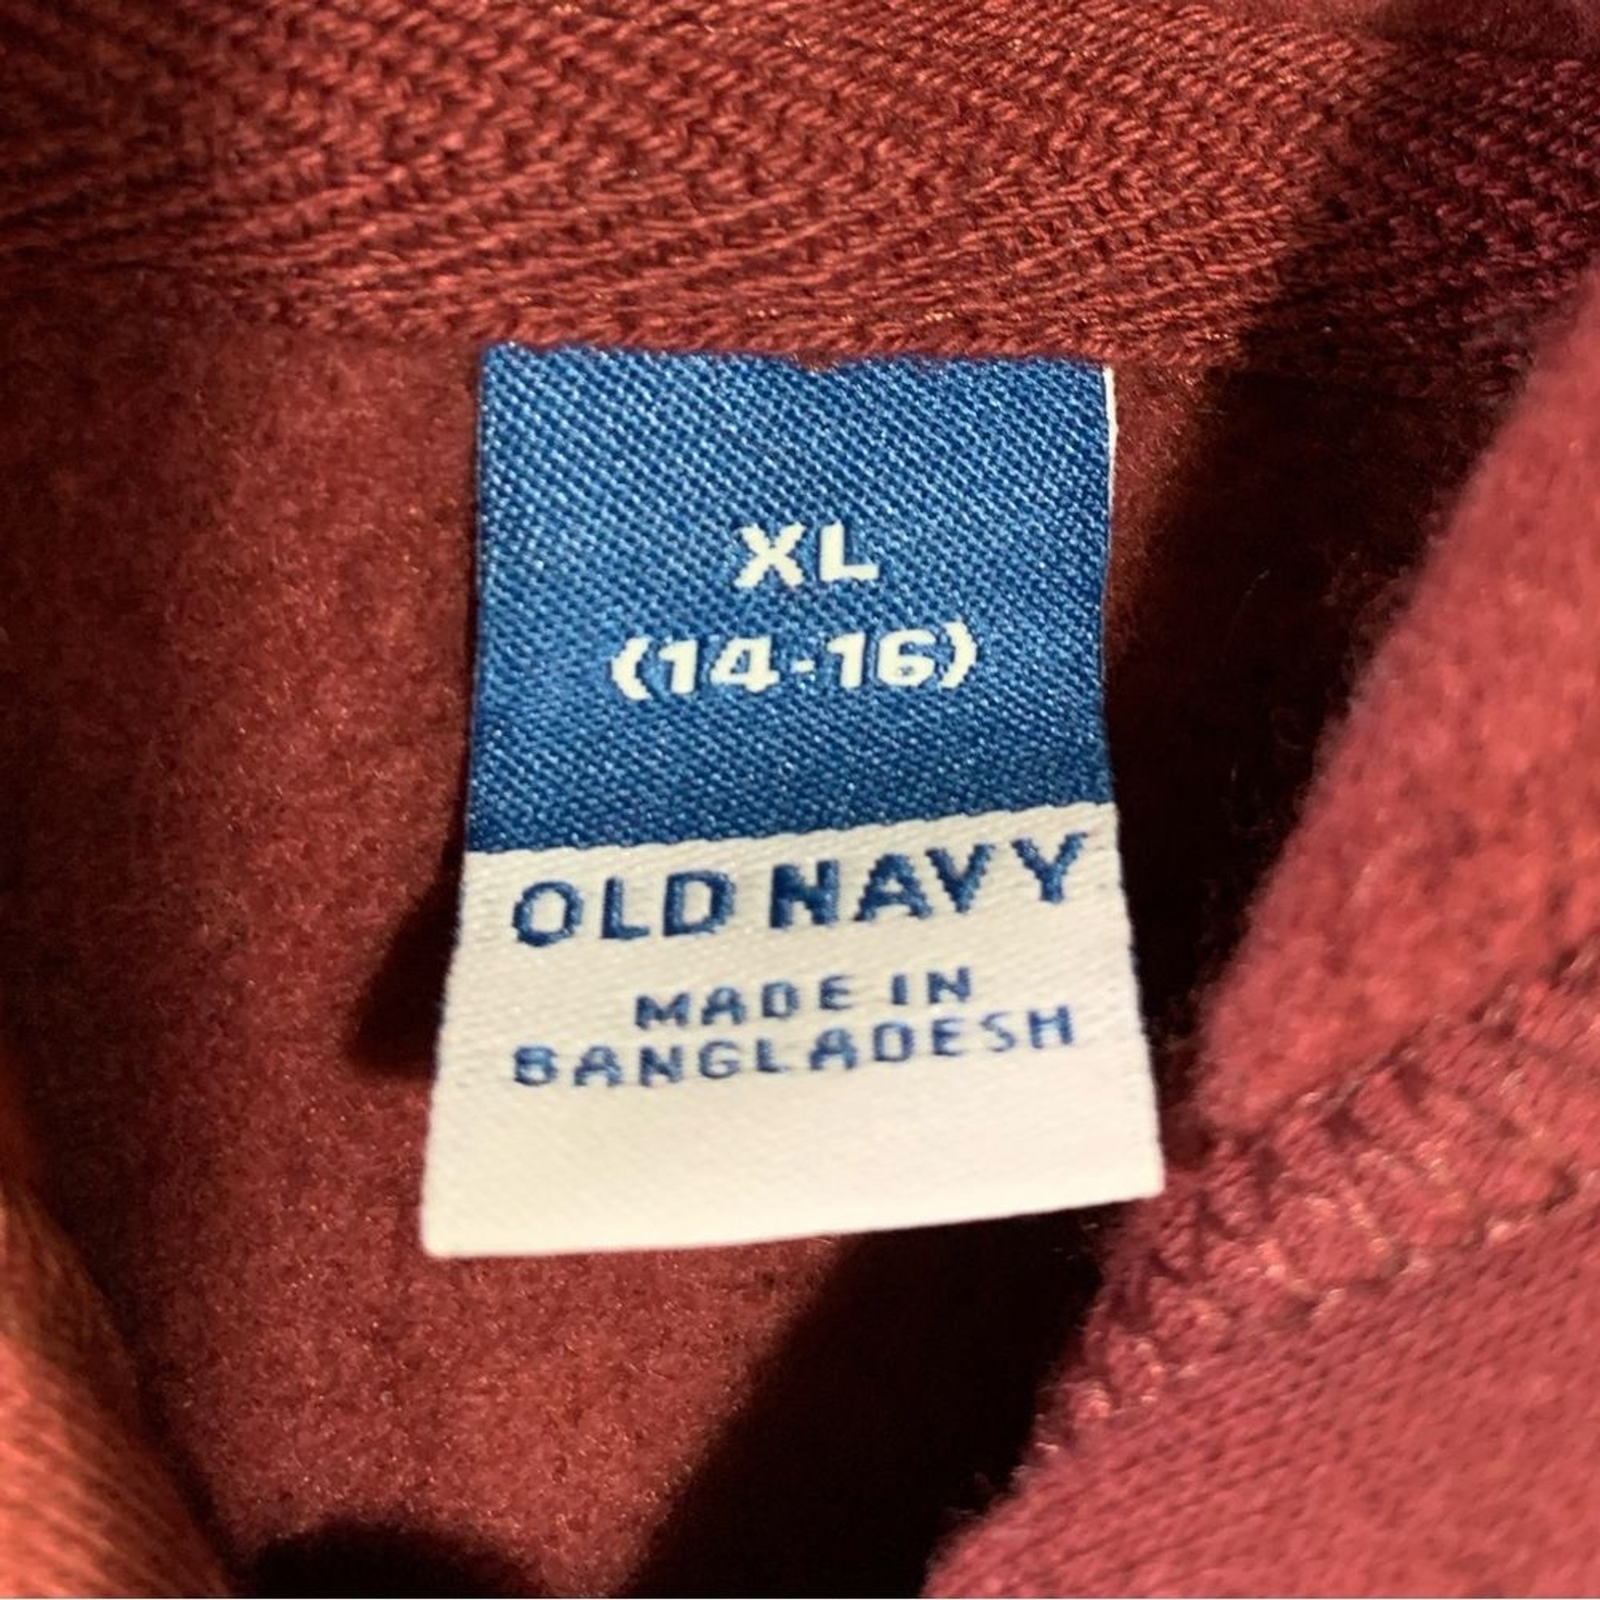 XL
(14-16)
OLD NAVY
MADE IN
BANGLADESH